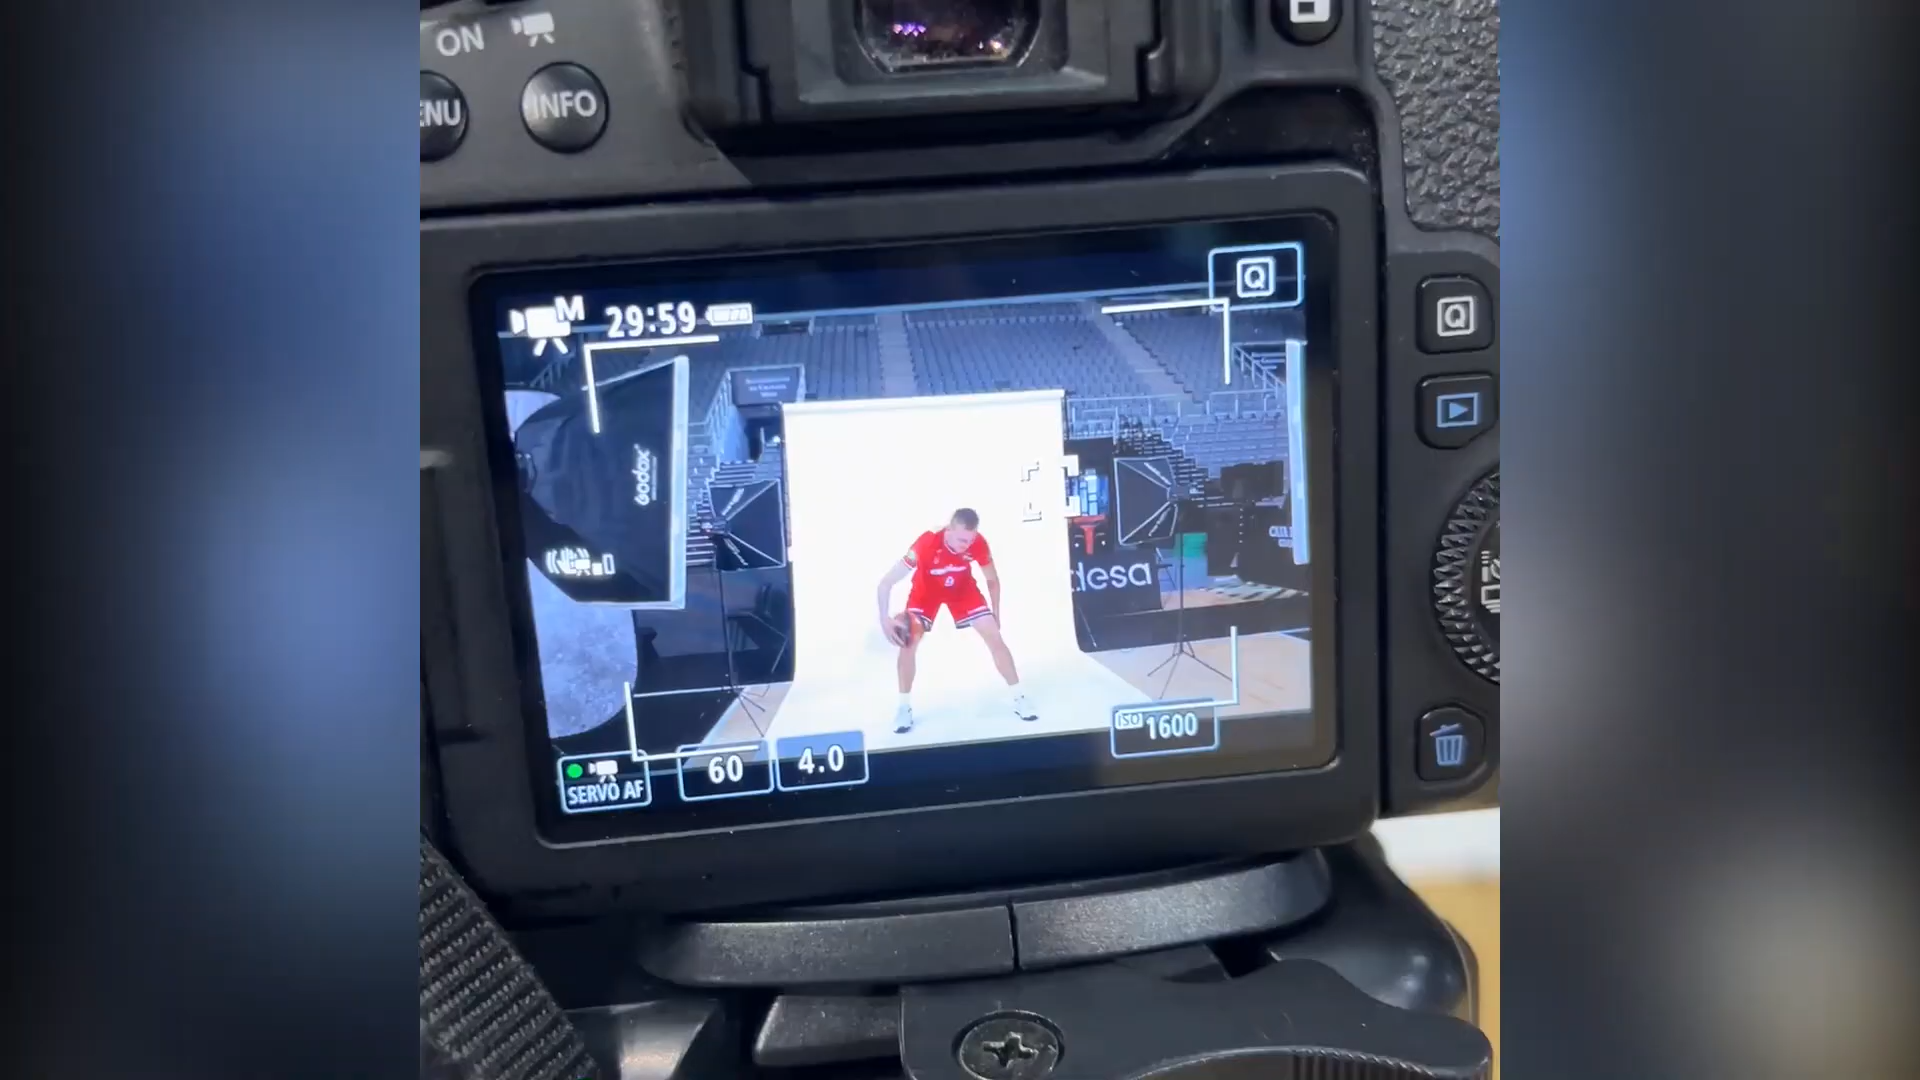 ON
ENU
INFO
Q
M
29:59
Q
Godox
desa
ISO 1600
60
4.0
SERVO AF